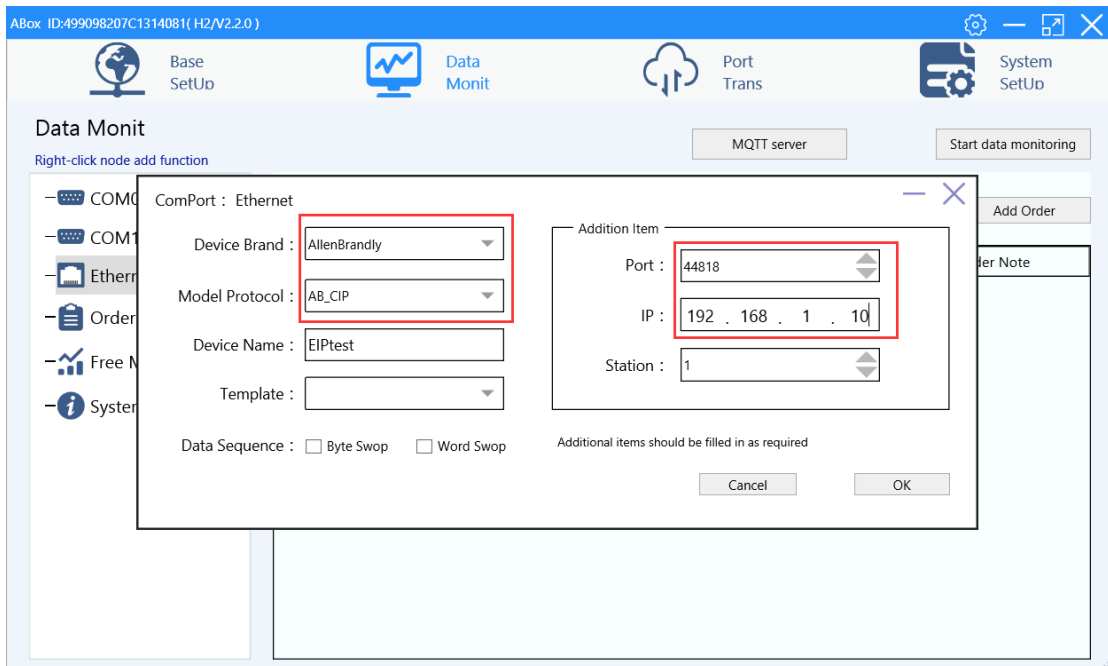 ABox ID:499098207C1314081( H2/V2.2.0 )
Base SetUp
Data Monit
Port Trans
System SetUp
Data Monit
MQTT server
Start data monitoring
Right-click node add function
COM0
COM1
Ethern
Order
Free M
System
Add Order
der Note
ComPort : Ethernet
Device Brand : AllenBrandly
Model Protocol : AB_CIP
Device Name : EIPtest
Template :
Data Sequence : Byte Swop Word Swop
Addition Item
Port : 44818
IP : 192 . 168 . 1 . 10
Station : 1
Additional items should be filled in as required
Cancel
OK